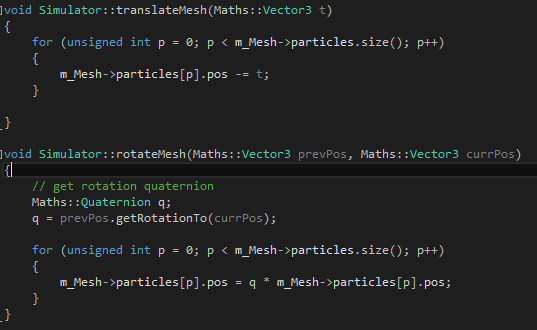 void Simulator::translateMesh(Maths::Vector3 t)
{
for (unsigned int p = 0; p < m_Mesh->particles.size(); p++)
{
m_Mesh->particles[p].pos -= t;
}
}
void Simulator::rotateMesh(Maths::Vector3 prevPos, Maths::Vector3 currPos)
{
// get rotation quaternion
Maths::Quaternion q;
q = prevPos.getRotationTo(currPos);
for (unsigned int p = 0; p < m_Mesh->particles.size(); p++)
{
m_Mesh->particles[p].pos = q * m_Mesh->particles[p].pos;
}
}